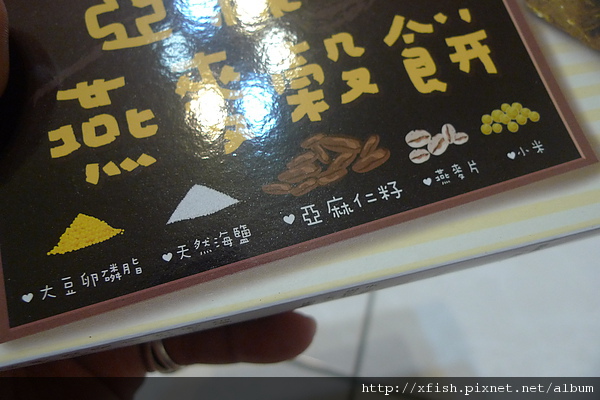 亞麻
燕麥穀餅
大豆卵磷脂
天然海鹽
亞麻仁籽
燕麥片
小米
http://xfish.pixnet.net/album